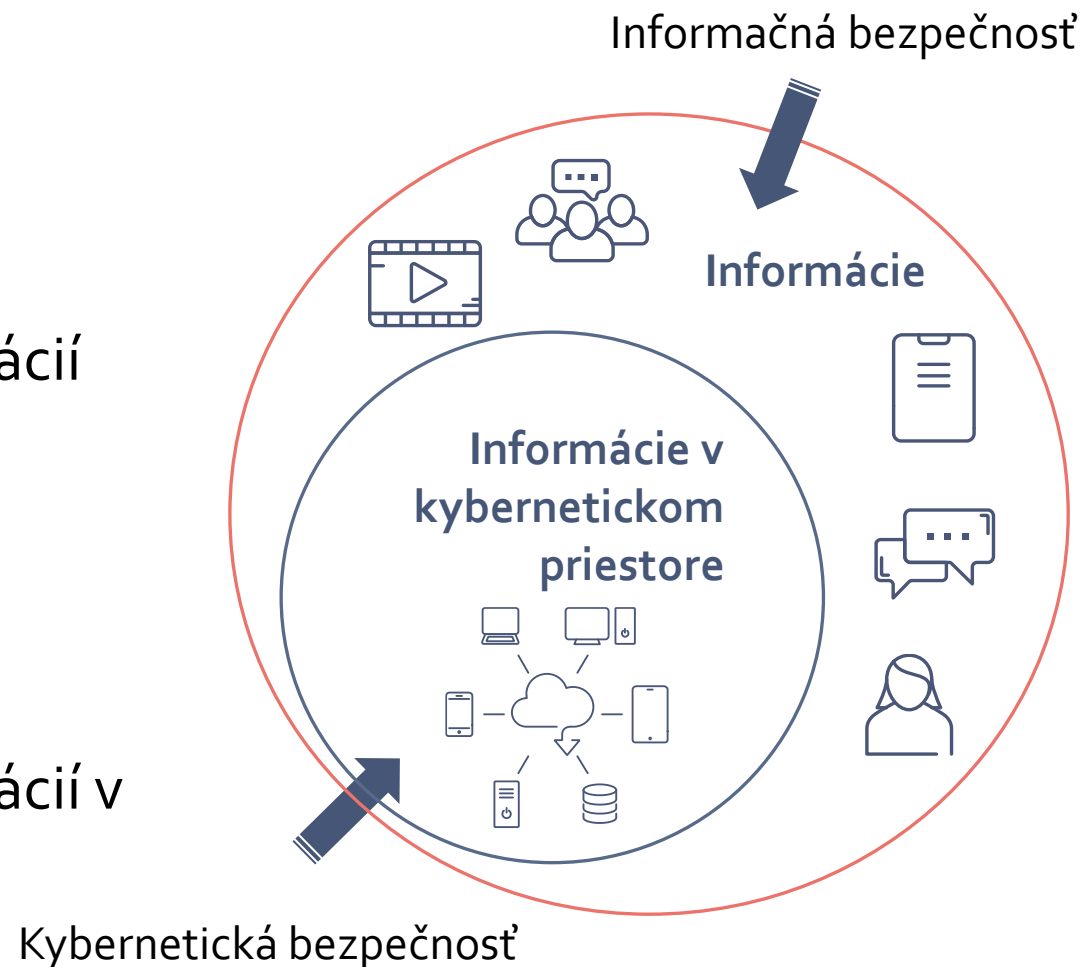 Informačná bezpečnosť
Informácie
ácií
Informácie v
kybernetickom
priestore
ácií v
Kybernetická bezpečnosť